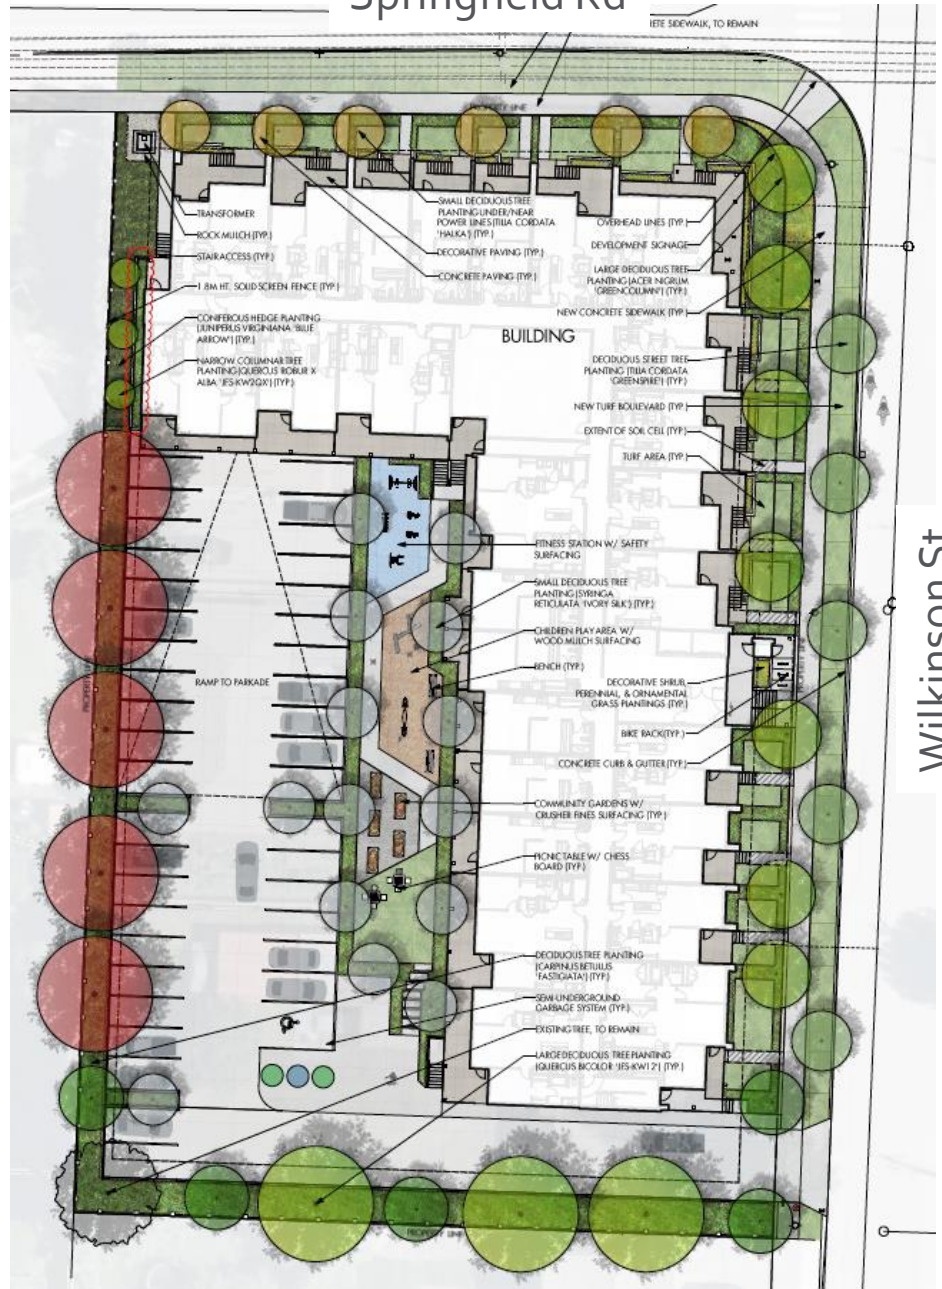 Springfield Rd
ETE SIDEWALK, TO REMAIN
PROPERTY LINE
TRANSFORMER
ROCK MULCH (TYP.)
STAIR ACCESS (TYP.)
1.8M HT. SOLID SCREEN FENCE (TYP.)
CONIFEROUS HEDGE PLANTING
(JUNIPERUS VIRGINIANA 'BLUE
ARROW') (TYP.)
NARROW COLUMNAR TREE
PLANTING (QUERCUS ROBUR X
ALBA 'JFS-KW2QX') (TYP.)
SMALL DECIDUOUS TREE
PLANTING UNDER/NEAR
POWER LINES (TILIA CORDATA
'HALKA') (TYP.)
DECORATIVE PAVING (TYP.)
CONCRETE PAVING (TYP.)
OVERHEAD LINES (TYP.)
DEVELOPMENT SIGNAGE
LARGE DECIDUOUS TREE
PLANTING (ACER NIGRUM
'GREENCOLUMN') (TYP.)
NEW CONCRETE SIDEWALK (TYP.)
BUILDING
DECIDUOUS STREET TREE
PLANTING (TILIA CORDATA
'GREENSPIRE') (TYP.)
NEW TURF BOULEVARD (TYP.)
EXTENT OF SOIL CELL (TYP.)
TURF AREA (TYP.)
Wilkinson St
FITNESS STATION W/ SAFETY
SURFACING
SMALL DECIDUOUS TREE
PLANTING (SYRINGA
RETICULATA 'IVORY SILK') (TYP.)
CHILDREN PLAY AREA W/
WOOD MULCH SURFACING
BENCH (TYP.)
RAMP TO PARKADE
PROPERTY LINE
DECORATIVE SHRUB,
PERENNIAL, & ORNAMENTAL
GRASS PLANTINGS (TYP.)
PROPERTY LINE
BIKE RACK (TYP.)
CONCRETE CURB & GUTTER (TYP.)
COMMUNITY GARDENS W/
CRUSHER FINES SURFACING (TYP.)
PICNIC TABLE W/ CHESS
BOARD (TYP.)
DECIDUOUS TREE PLANTING
(CARPINUS BETULUS
'FASTIGIATA') (TYP.)
SEMI-UNDERGROUND
GARBAGE SYSTEM (TYP.)
EXISTING TREE, TO REMAIN
LARGE DECIDUOUS TREE PLANTING
(QUERCUS BICOLOR 'JFS-KW12') (TYP.)
PROPERTY LINE